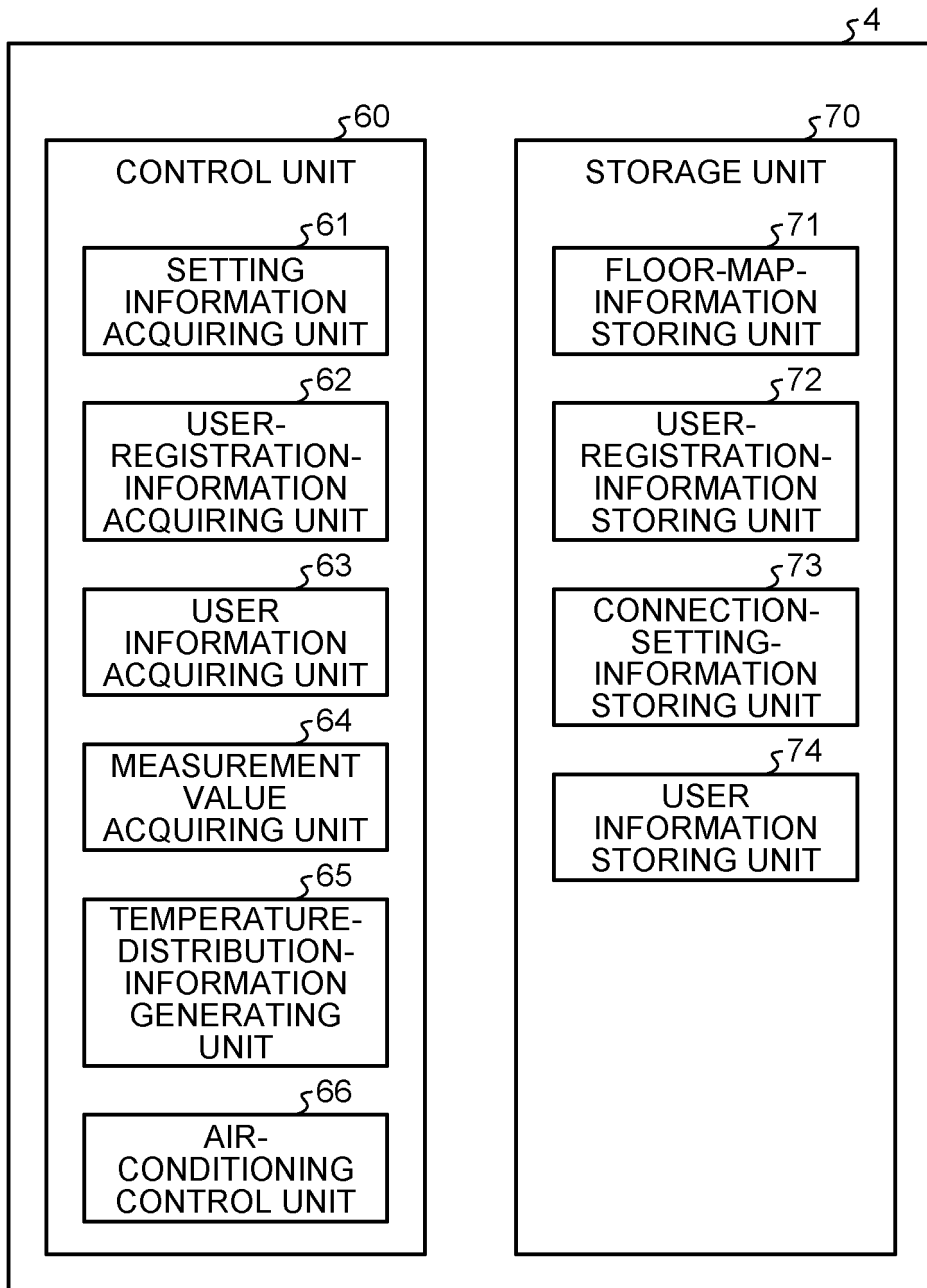 4
60
CONTROL UNIT
61
SETTING
INFORMATION
ACQUIRING UNIT
62
USER-
REGISTRATION-
INFORMATION
ACQUIRING UNIT
63
USER
INFORMATION
ACQUIRING UNIT
64
MEASUREMENT
VALUE
ACQUIRING UNIT
65
TEMPERATURE-
DISTRIBUTION-
INFORMATION
GENERATING
UNIT
66
AIR-
CONDITIONING
CONTROL UNIT
70
STORAGE UNIT
71
FLOOR-MAP-
INFORMATION
STORING UNIT
72
USER-
REGISTRATION-
INFORMATION
STORING UNIT
73
CONNECTION-
SETTING-
INFORMATION
STORING UNIT
74
USER
INFORMATION
STORING UNIT